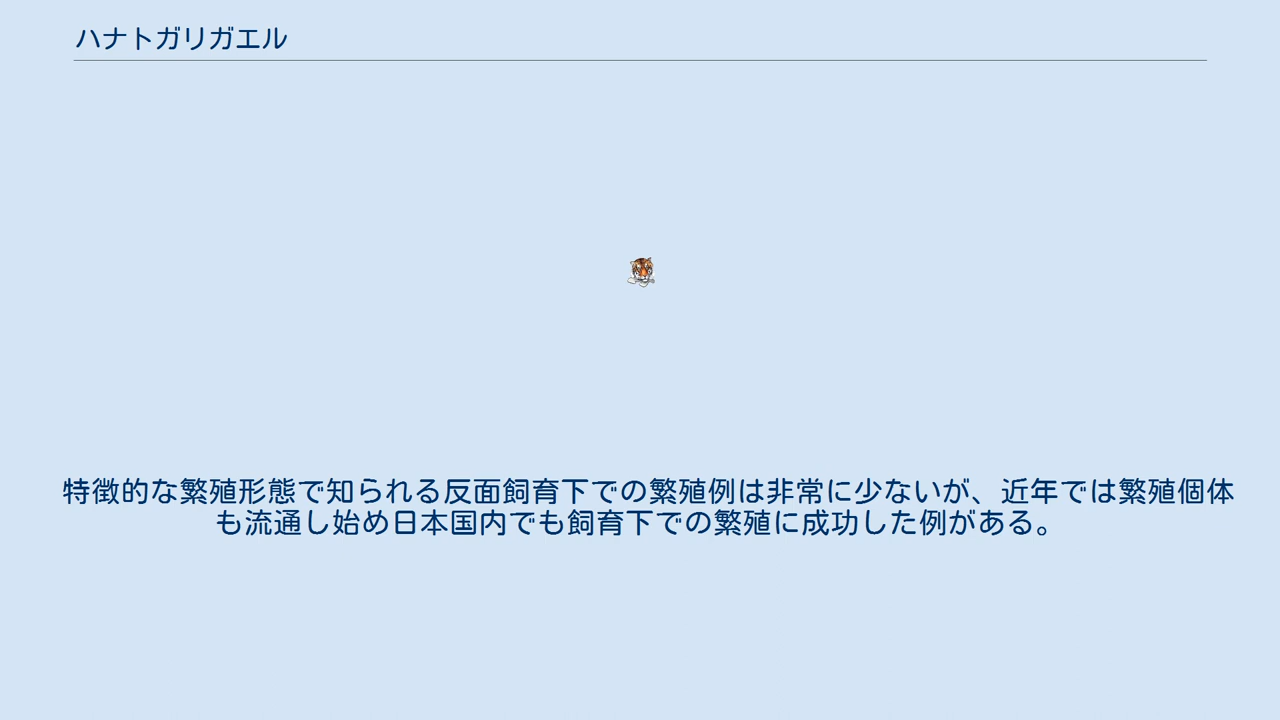 ハナトガリガエル
特徴的な繁殖形態で知られる反面飼育下での繁殖例は非常に少ないが、近年では繁殖個体
も流通し始め日本国内でも飼育下での繁殖に成功した例がある。